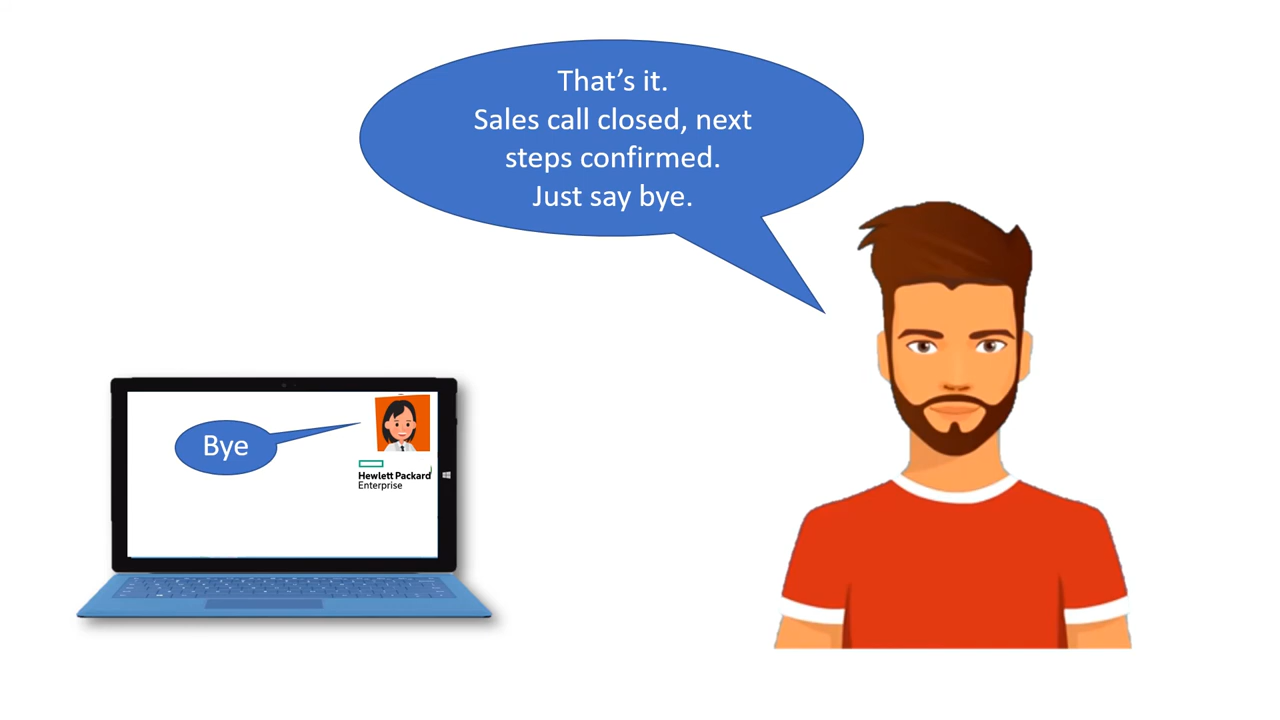 That’s it.
Sales call closed, next
steps confirmed.
Just say bye.
Bye
Hewlett Packard
Enterprise